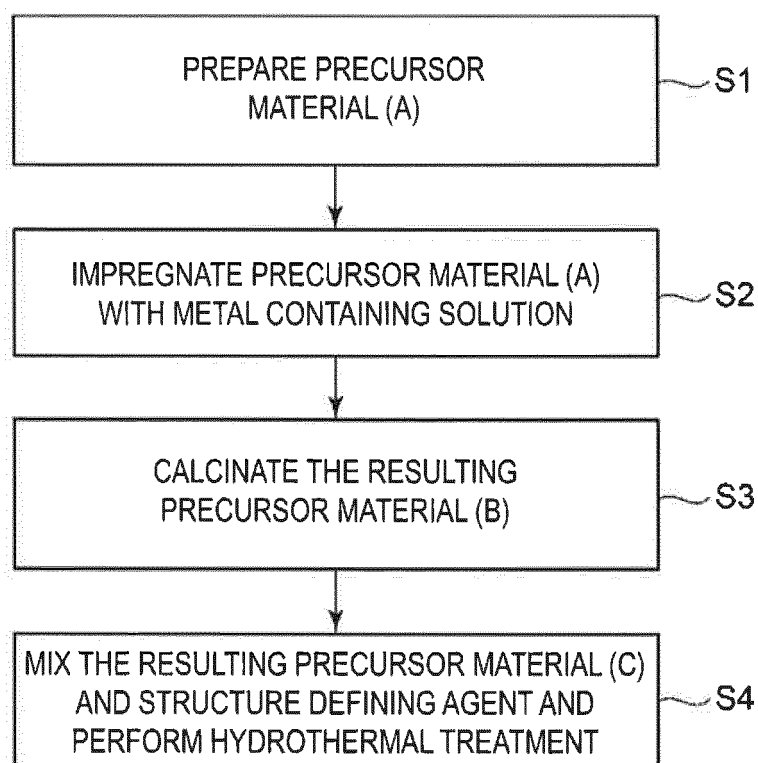 PREPARE PRECURSOR
MATERIAL (A)
S1
IMPREGNATE PRECURSOR MATERIAL (A)
WITH METAL CONTAINING SOLUTION
S2
CALCINATE THE RESULTING
PRECURSOR MATERIAL (B)
S3
MIX THE RESULTING PRECURSOR MATERIAL (C)
AND STRUCTURE DEFINING AGENT AND
PERFORM HYDROTHERMAL TREATMENT
S4